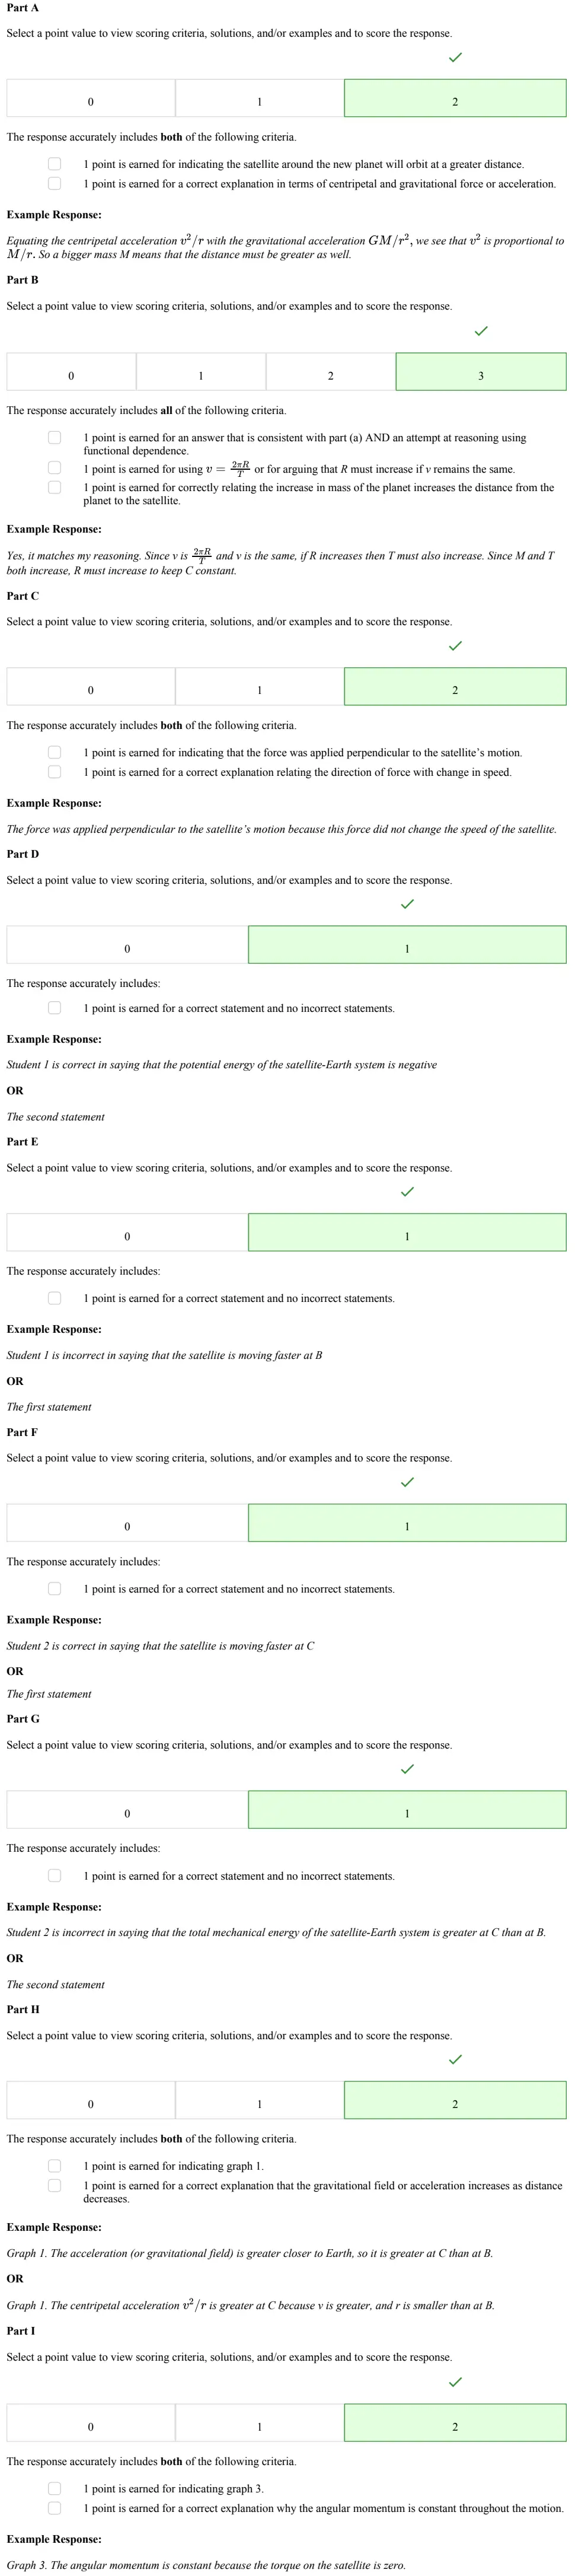 Part A
Select a point value to view scoring criteria, solutions, and/or examples and to score the response.
✓
0 1 2
The response accurately includes both of the following criteria.
1 point is earned for indicating the satellite around the new planet will orbit at a greater distance.
1 point is earned for a correct explanation in terms of centripetal and gravitational force or acceleration.
Example Response:
Equating the centripetal acceleration v²/r with the gravitational acceleration GM/r², we see that v² is proportional to
M/r. So a bigger mass M means that the distance must be greater as well.
Part B
Select a point value to view scoring criteria, solutions, and/or examples and to score the response.
✓
0 1 2 3
The response accurately includes all of the following criteria.
1 point is earned for an answer that is consistent with part (a) AND an attempt at reasoning using
functional dependence.
1 point is earned for using v = 2πR/T or for arguing that R must increase if v remains the same.
1 point is earned for correctly relating the increase in mass of the planet increases the distance from the
planet to the satellite.
Example Response:
Yes, it matches my reasoning. Since v is 2πR/T and v is the same, if R increases then T must also increase. Since M and T
both increase, R must increase to keep C constant.
Part C
Select a point value to view scoring criteria, solutions, and/or examples and to score the response.
✓
0 1 2
The response accurately includes both of the following criteria.
1 point is earned for indicating that the force was applied perpendicular to the satellite's motion.
1 point is earned for a correct explanation relating the direction of force with change in speed.
Example Response:
The force was applied perpendicular to the satellite's motion because this force did not change the speed of the satellite.
Part D
Select a point value to view scoring criteria, solutions, and/or examples and to score the response.
✓
0 1
The response accurately includes:
1 point is earned for a correct statement and no incorrect statements.
Example Response:
Student 1 is correct in saying that the potential energy of the satellite-Earth system is negative
OR
The second statement
Part E
Select a point value to view scoring criteria, solutions, and/or examples and to score the response.
✓
0 1
The response accurately includes:
1 point is earned for a correct statement and no incorrect statements.
Example Response:
Student 1 is incorrect in saying that the satellite is moving faster at B
OR
The first statement
Part F
Select a point value to view scoring criteria, solutions, and/or examples and to score the response.
✓
0 1
The response accurately includes:
1 point is earned for a correct statement and no incorrect statements.
Example Response:
Student 2 is correct in saying that the satellite is moving faster at C
OR
The first statement
Part G
Select a point value to view scoring criteria, solutions, and/or examples and to score the response.
✓
0 1
The response accurately includes:
1 point is earned for a correct statement and no incorrect statements.
Example Response:
Student 2 is incorrect in saying that the total mechanical energy of the satellite-Earth system is greater at C than at B.
OR
The second statement
Part H
Select a point value to view scoring criteria, solutions, and/or examples and to score the response.
✓
0 1 2
The response accurately includes both of the following criteria.
1 point is earned for indicating graph 1.
1 point is earned for a correct explanation that the gravitational field or acceleration increases as distance
decreases.
Example Response:
Graph 1. The acceleration (or gravitational field) is greater closer to Earth, so it is greater at C than at B.
OR
Graph 1. The centripetal acceleration v²/r is greater at C because v is greater, and r is smaller than at B.
Part I
Select a point value to view scoring criteria, solutions, and/or examples and to score the response.
✓
0 1 2
The response accurately includes both of the following criteria.
1 point is earned for indicating graph 3.
1 point is earned for a correct explanation why the angular momentum is constant throughout the motion.
Example Response:
Graph 3. The angular momentum is constant because the torque on the satellite is zero.